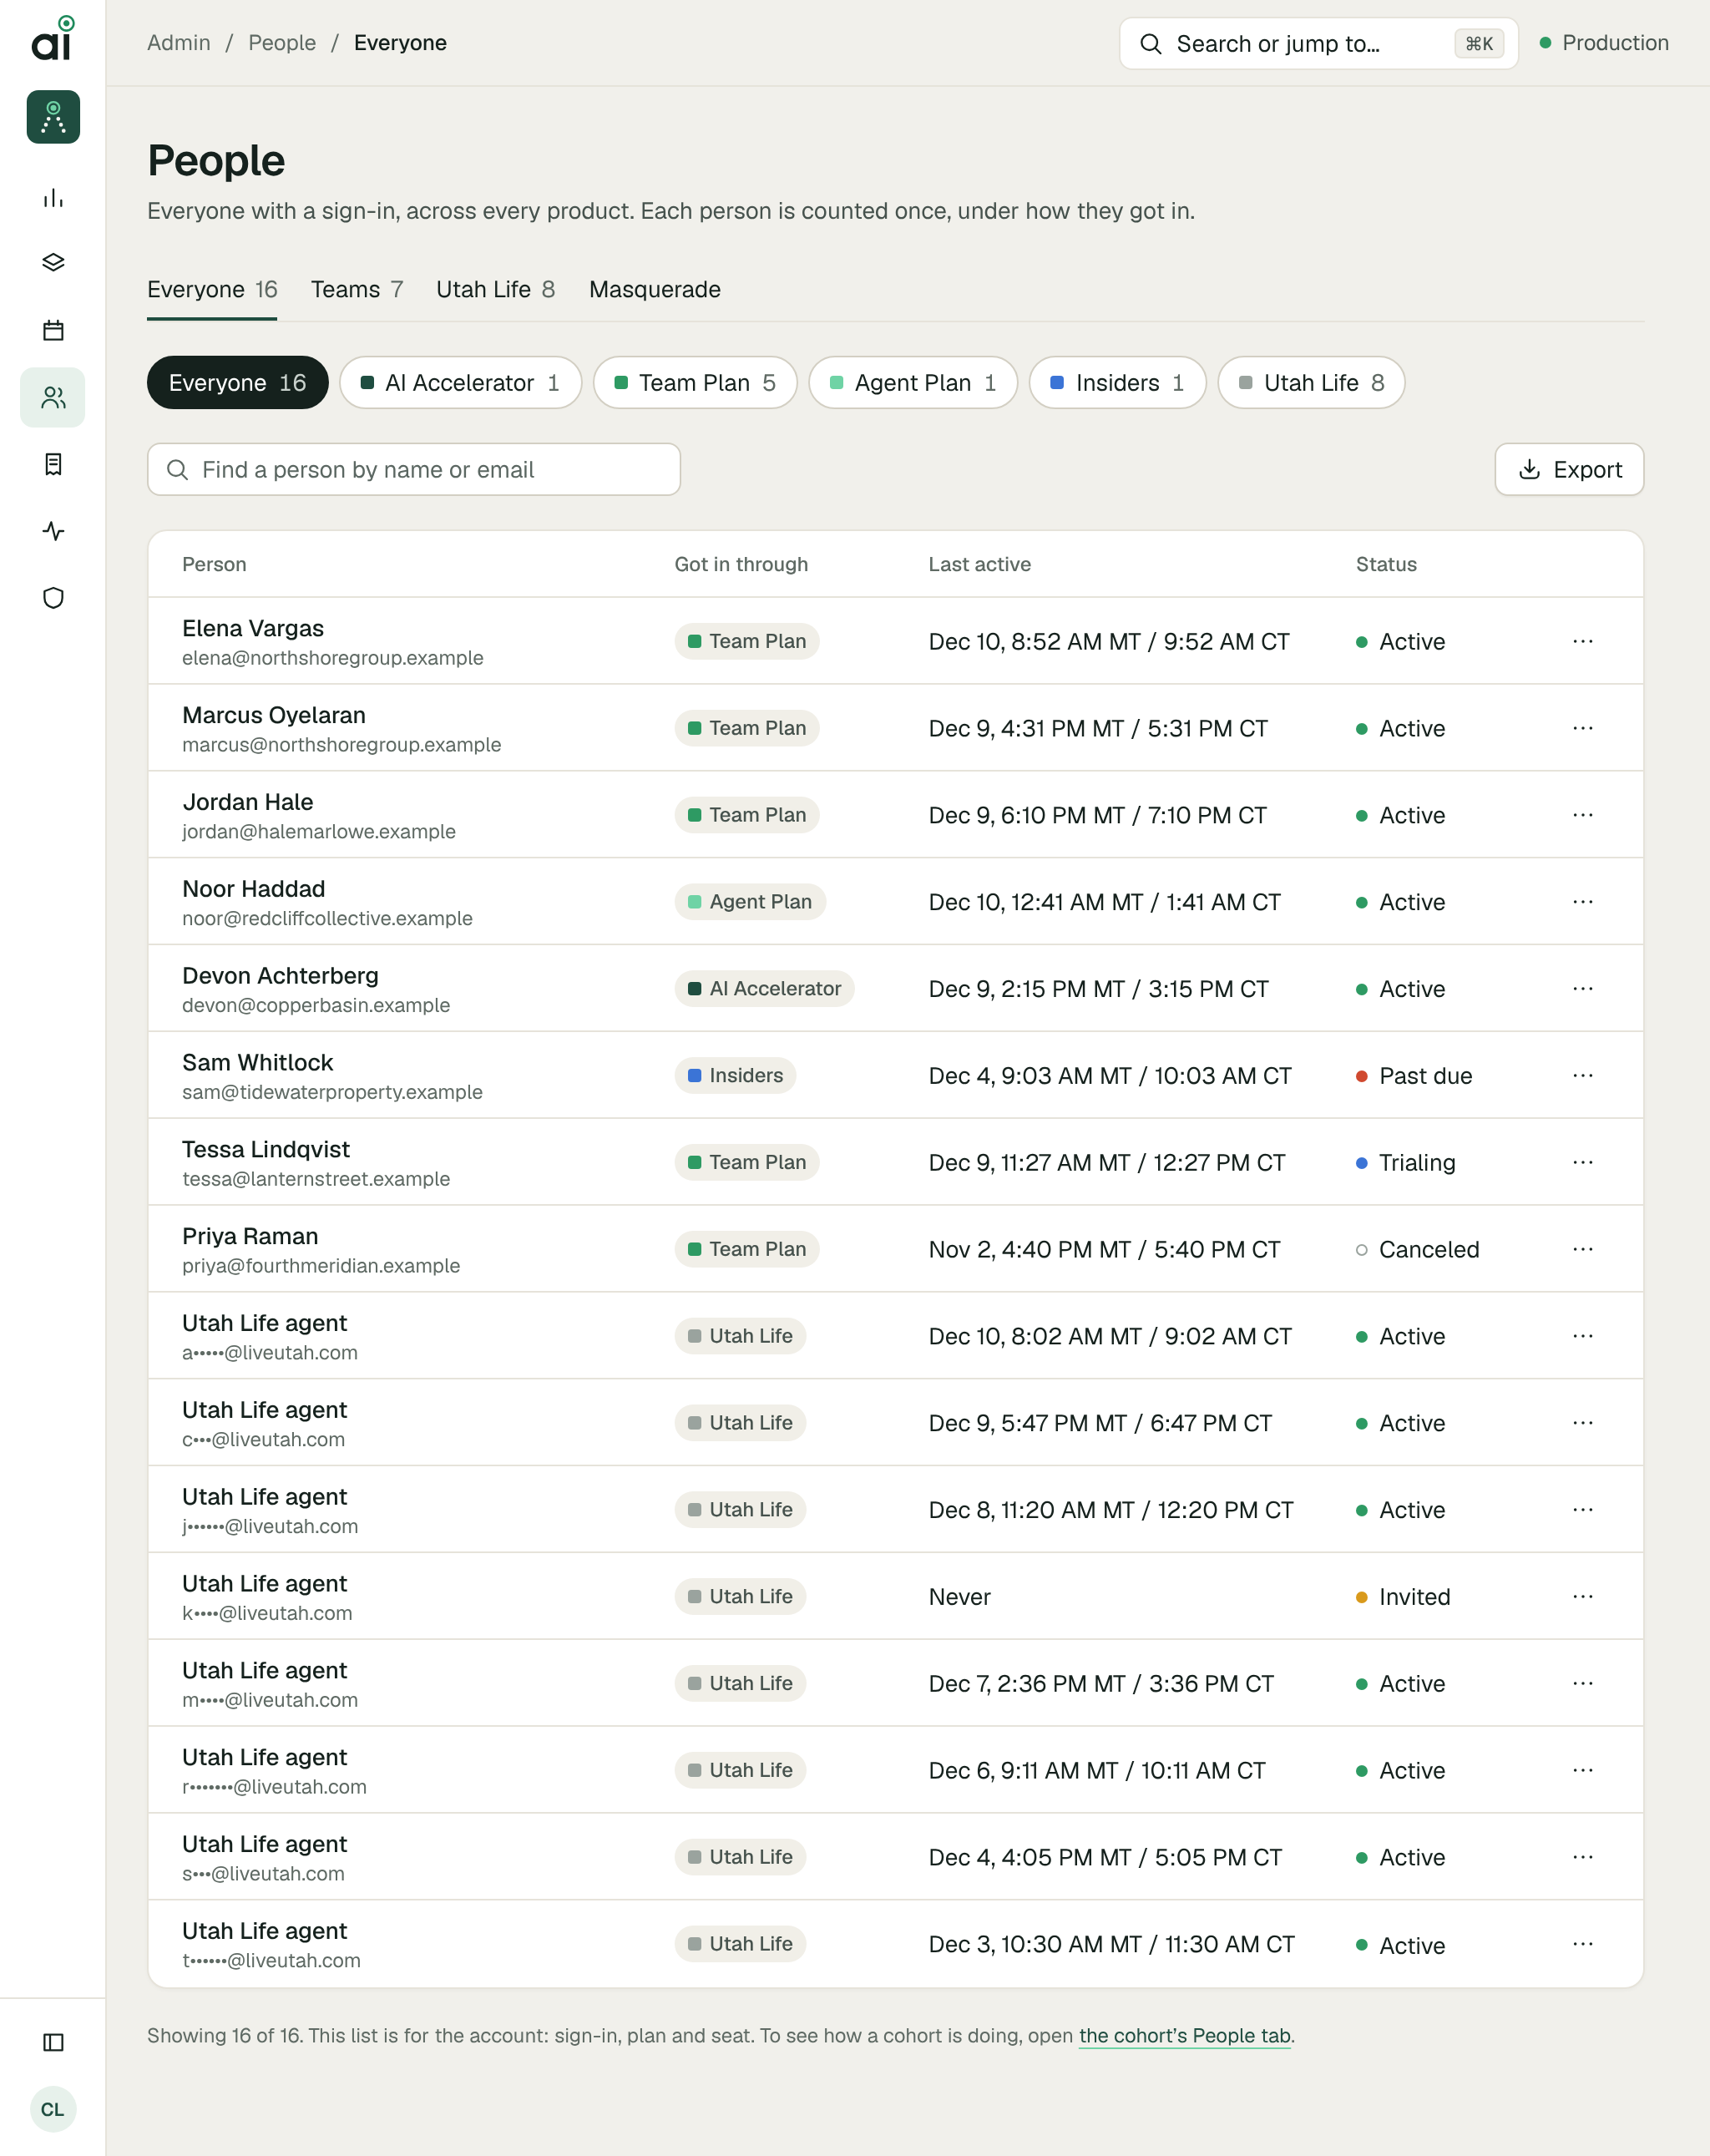 ai
Admin / People / Everyone
Search or jump to... ⌘K
Production
People
Everyone with a sign-in, across every product. Each person is counted once, under how they got in.
Everyone 16 Teams 7 Utah Life 8 Masquerade
Everyone 16 AI Accelerator 1 Team Plan 5 Agent Plan 1 Insiders 1 Utah Life 8
Find a person by name or email
Export
Person Got in through Last active Status
Elena Vargas
elena@northshoregroup.example
Team Plan Dec 10, 8:52 AM MT / 9:52 AM CT Active ...
Marcus Oyelaran
marcus@northshoregroup.example
Team Plan Dec 9, 4:31 PM MT / 5:31 PM CT Active ...
Jordan Hale
jordan@halemarlowe.example
Team Plan Dec 9, 6:10 PM MT / 7:10 PM CT Active ...
Noor Haddad
noor@redcliffcollective.example
Agent Plan Dec 10, 12:41 AM MT / 1:41 AM CT Active ...
Devon Achterberg
devon@copperbasin.example
AI Accelerator Dec 9, 2:15 PM MT / 3:15 PM CT Active ...
Sam Whitlock
sam@tidewaterproperty.example
Insiders Dec 4, 9:03 AM MT / 10:03 AM CT Past due ...
Tessa Lindqvist
tessa@lanternstreet.example
Team Plan Dec 9, 11:27 AM MT / 12:27 PM CT Trialing ...
Priya Raman
priya@fourthmeridian.example
Team Plan Nov 2, 4:40 PM MT / 5:40 PM CT Canceled ...
Utah Life agent
a•••••@liveutah.com
Utah Life Dec 10, 8:02 AM MT / 9:02 AM CT Active ...
Utah Life agent
c•••@liveutah.com
Utah Life Dec 9, 5:47 PM MT / 6:47 PM CT Active ...
Utah Life agent
j••••••@liveutah.com
Utah Life Dec 8, 11:20 AM MT / 12:20 PM CT Active ...
Utah Life agent
k••••@liveutah.com
Utah Life Never Invited ...
Utah Life agent
m••••@liveutah.com
Utah Life Dec 7, 2:36 PM MT / 3:36 PM CT Active ...
Utah Life agent
r•••••••@liveutah.com
Utah Life Dec 6, 9:11 AM MT / 10:11 AM CT Active ...
Utah Life agent
s•••@liveutah.com
Utah Life Dec 4, 4:05 PM MT / 5:05 PM CT Active ...
Utah Life agent
t••••••@liveutah.com
Utah Life Dec 3, 10:30 AM MT / 11:30 AM CT Active ...
Showing 16 of 16. This list is for the account: sign-in, plan and seat. To see how a cohort is doing, open the cohort's People tab.
CL